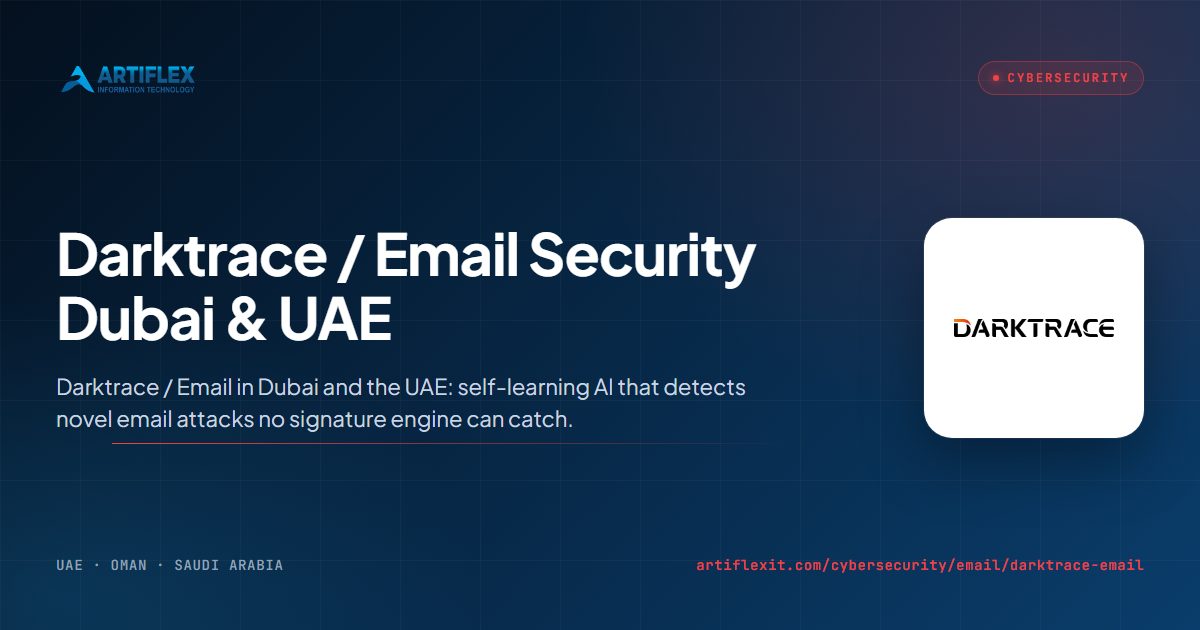 ARTIFLEX
INFORMATION TECHNOLOGY
CYBERSECURITY
Darktrace / Email Security
Dubai & UAE
Darktrace / Email in Dubai and the UAE: self-learning AI that detects
novel email attacks no signature engine can catch.
DARKTRACE
UAE · OMAN · SAUDI ARABIA
artiflexit.com/cybersecurity/email/darktrace-email